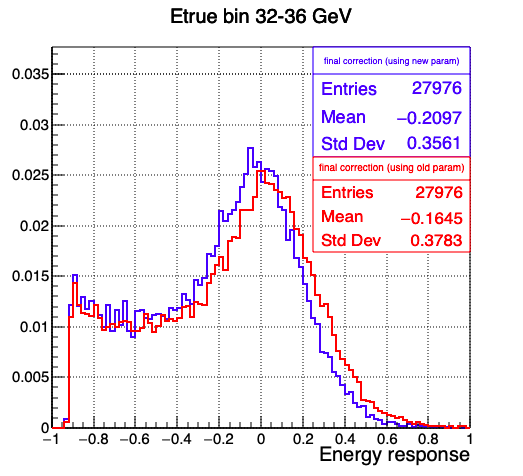 Etrue bin 32-36 GeV
final correction (using new param)
Entries 27976
Mean −0.2097
Std Dev 0.3561
final correction (using old param)
Entries 27976
Mean −0.1645
Std Dev 0.3783
0.035
0.03
0.025
0.02
0.015
0.01
0.005
0
−1 −0.8 −0.6 −0.4 −0.2 0 0.2 0.4 0.6 0.8 1
Energy response